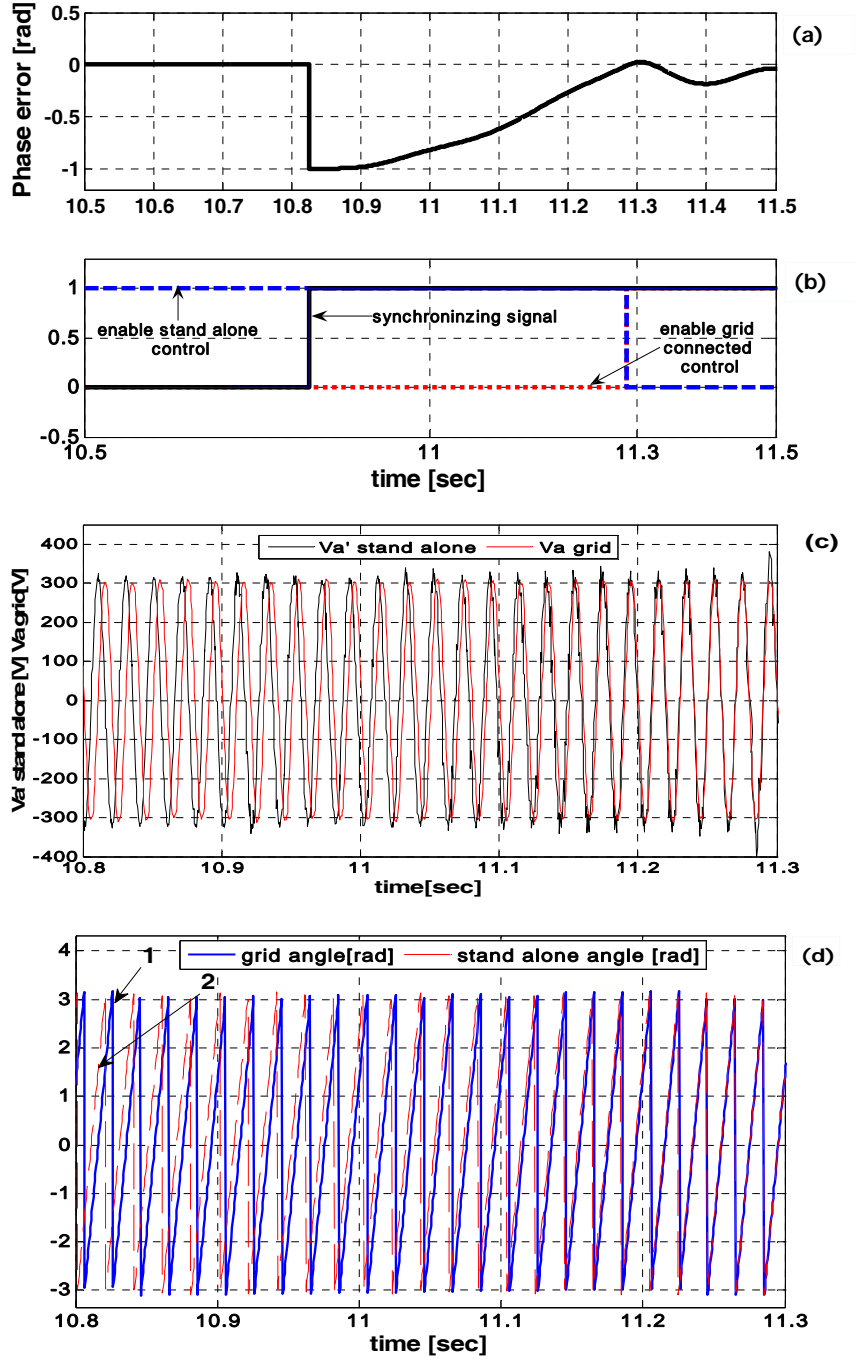 (a)
Phase error [rad]
0.5
0
-0.5
-1
10.5 10.6 10.7 10.8 10.9 11 11.1 11.2 11.3 11.4 11.5
(b)
1
0.5
0
-0.5
enable stand alone
control
synchroninzing signal
enable grid
connected
control
10.5 11 11.3 11.5
time [sec]
(c)
Va' stand alone Va grid
Va' stand alone[V] Va grid[V]
400
300
200
100
0
-100
-200
-300
-400
10.8 10.9 11 11.1 11.2 11.3
time[sec]
(d)
grid angle[rad] stand alone angle [rad]
1
2
4
3
2
1
0
-1
-2
-3
10.8 10.9 11 11.1 11.2 11.3
time [sec]